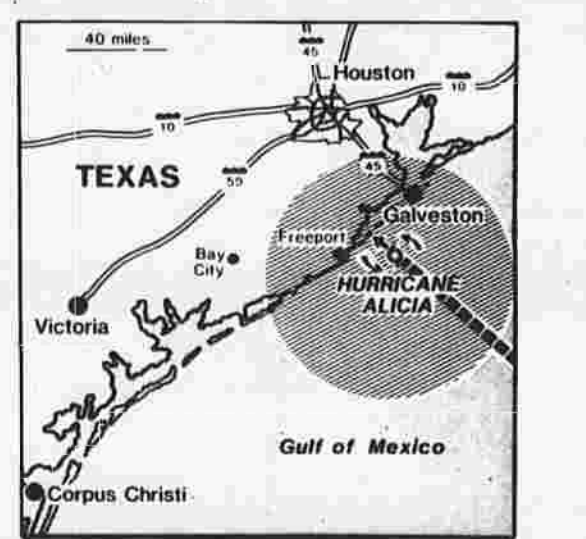 40 miles
45
Houston
10
10
TEXAS
55
45
Galveston
Freeport
Bay
City
HURRICANE
ALICIA
Victoria
Gulf of Mexico
Corpus Christi